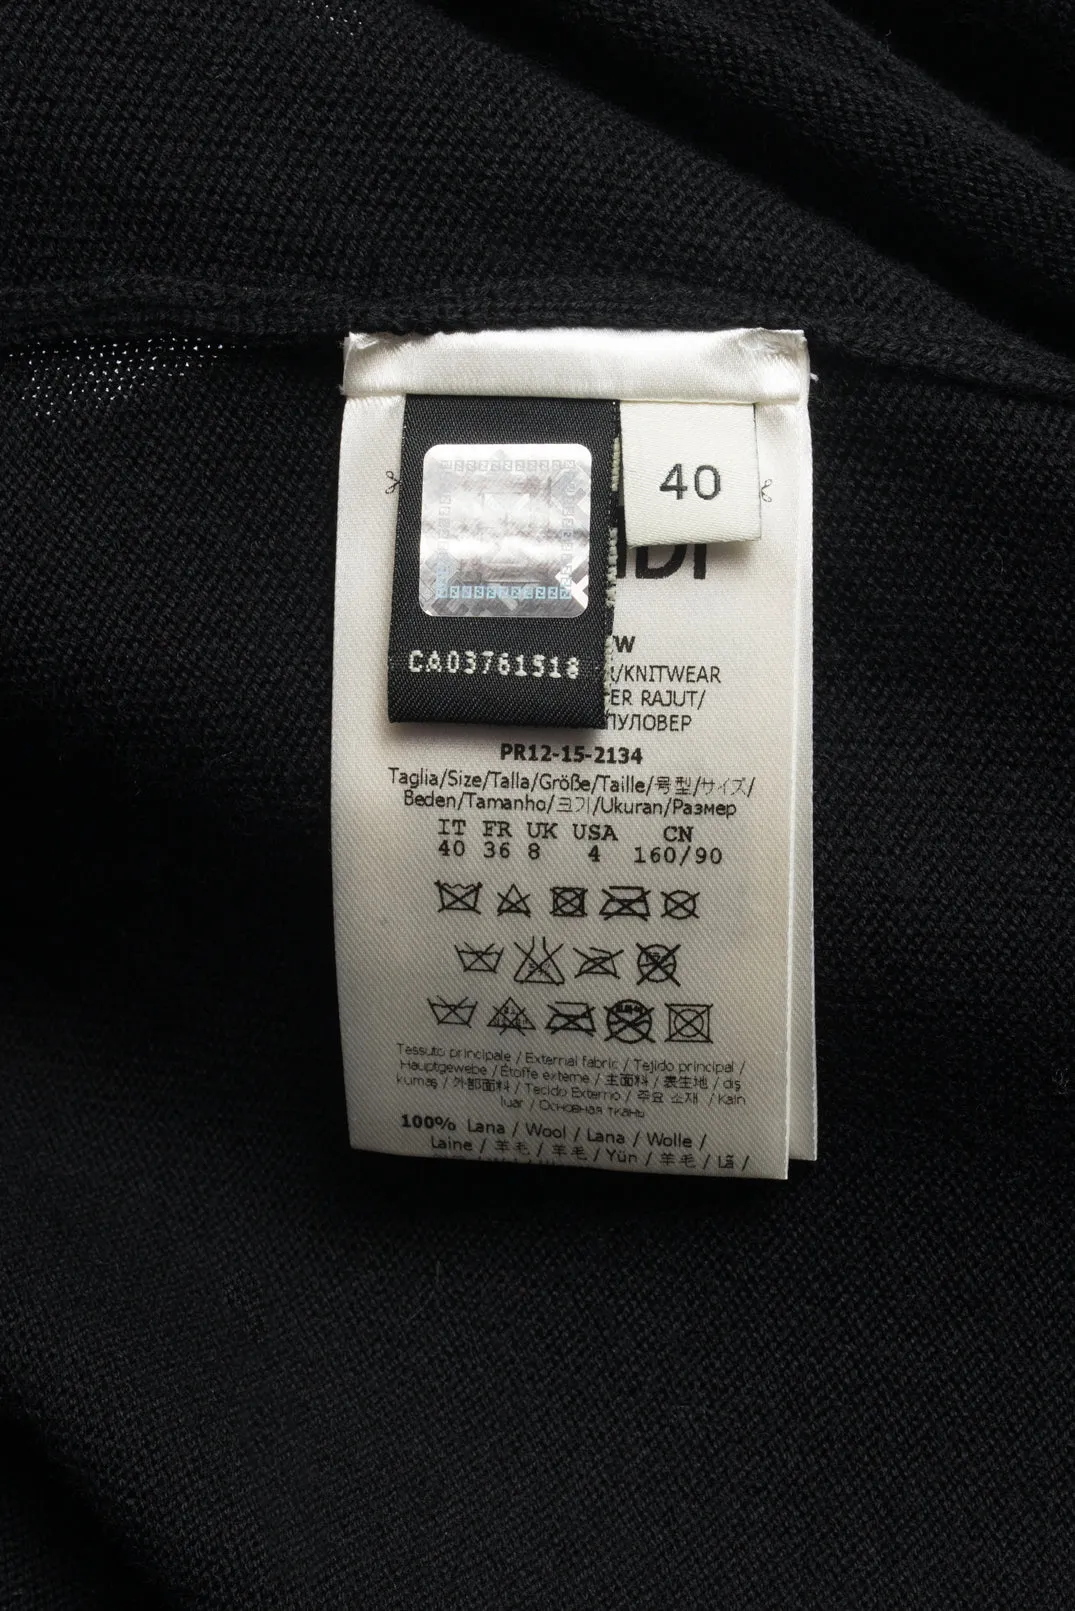 40
CA03761518
W
/KNITWEAR
ER RAJUT/
ПУЛОВЕР
PR12-15-2134
Taglia/Size/Talla/Größe/Taille/号型/サイズ/
Beden/Tamanho/크기/Ukuran/Размер
IT FR UK USA CN
40 36 8 4 160/90
Tessuto principale / External fabric / Tejido principal /
Hauptgewebe / Étoffe externe / 主面料 / 表生地 / dış
kumaş / 外部面料 / Tecido Externo / 주요 소재 / Kain
luar / Основная ткань
100% Lana / Wool / Lana / Wolle /
Laine / 羊毛 / 羊毛 / Yün / 羊毛 / Lã /